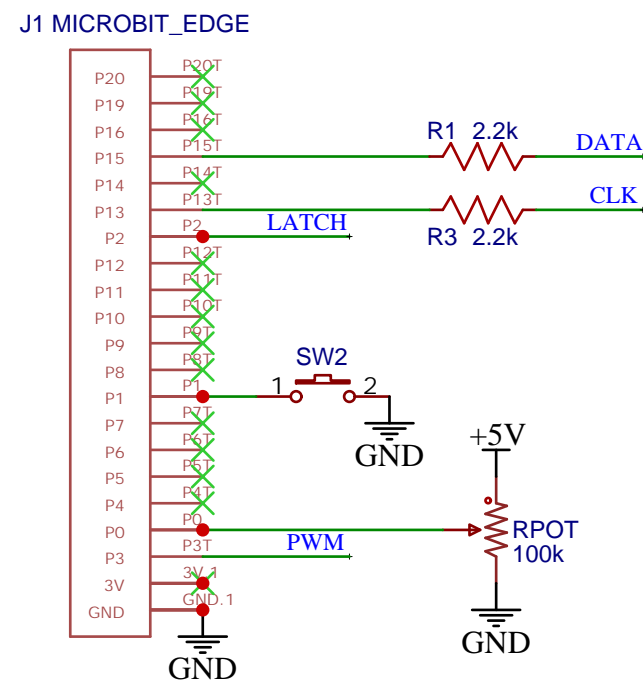 J1 MICROBIT_EDGE
P20 P20T
P19 P19T
P16 P16T
P15 P15T R1 2.2k DATA
P14 P14T
P13 P13T R3 2.2k CLK
P2 P2 LATCH
P12 P12T
P11 P11T
P10 P10T
P9 P9T
P8 P8T SW2
P1 P1 1 2
P7 P7T GND
P6 P6T +5V
P5 P5T
P4 P4T
P0 P0 RPOT
P3 P3T PWM 100k
3V 3V.1
GND GND.1
GND GND